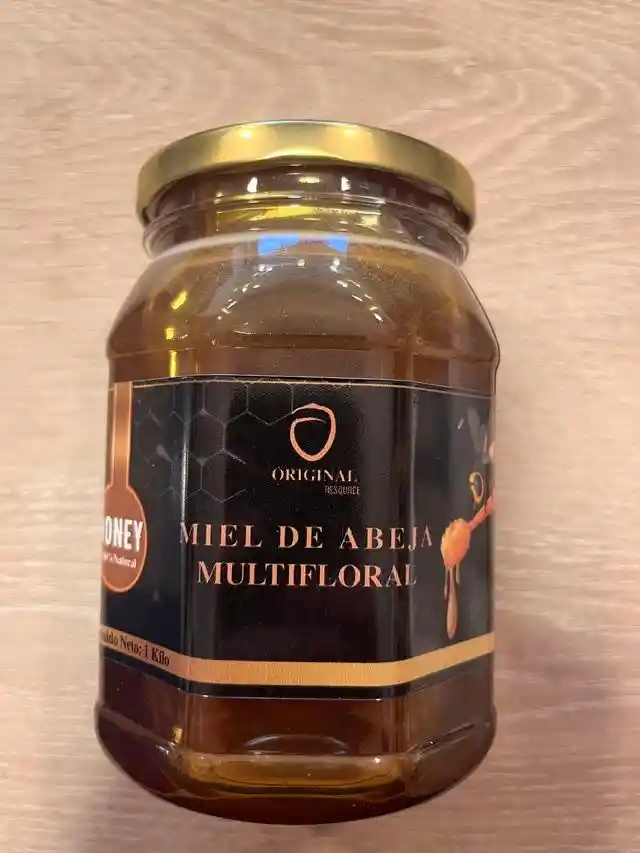 ORIGINAL
RESOURCE
MIEL DE ABEJA
MULTIFLORAL
ONEY
% Natural
Neto: 1 Kilo